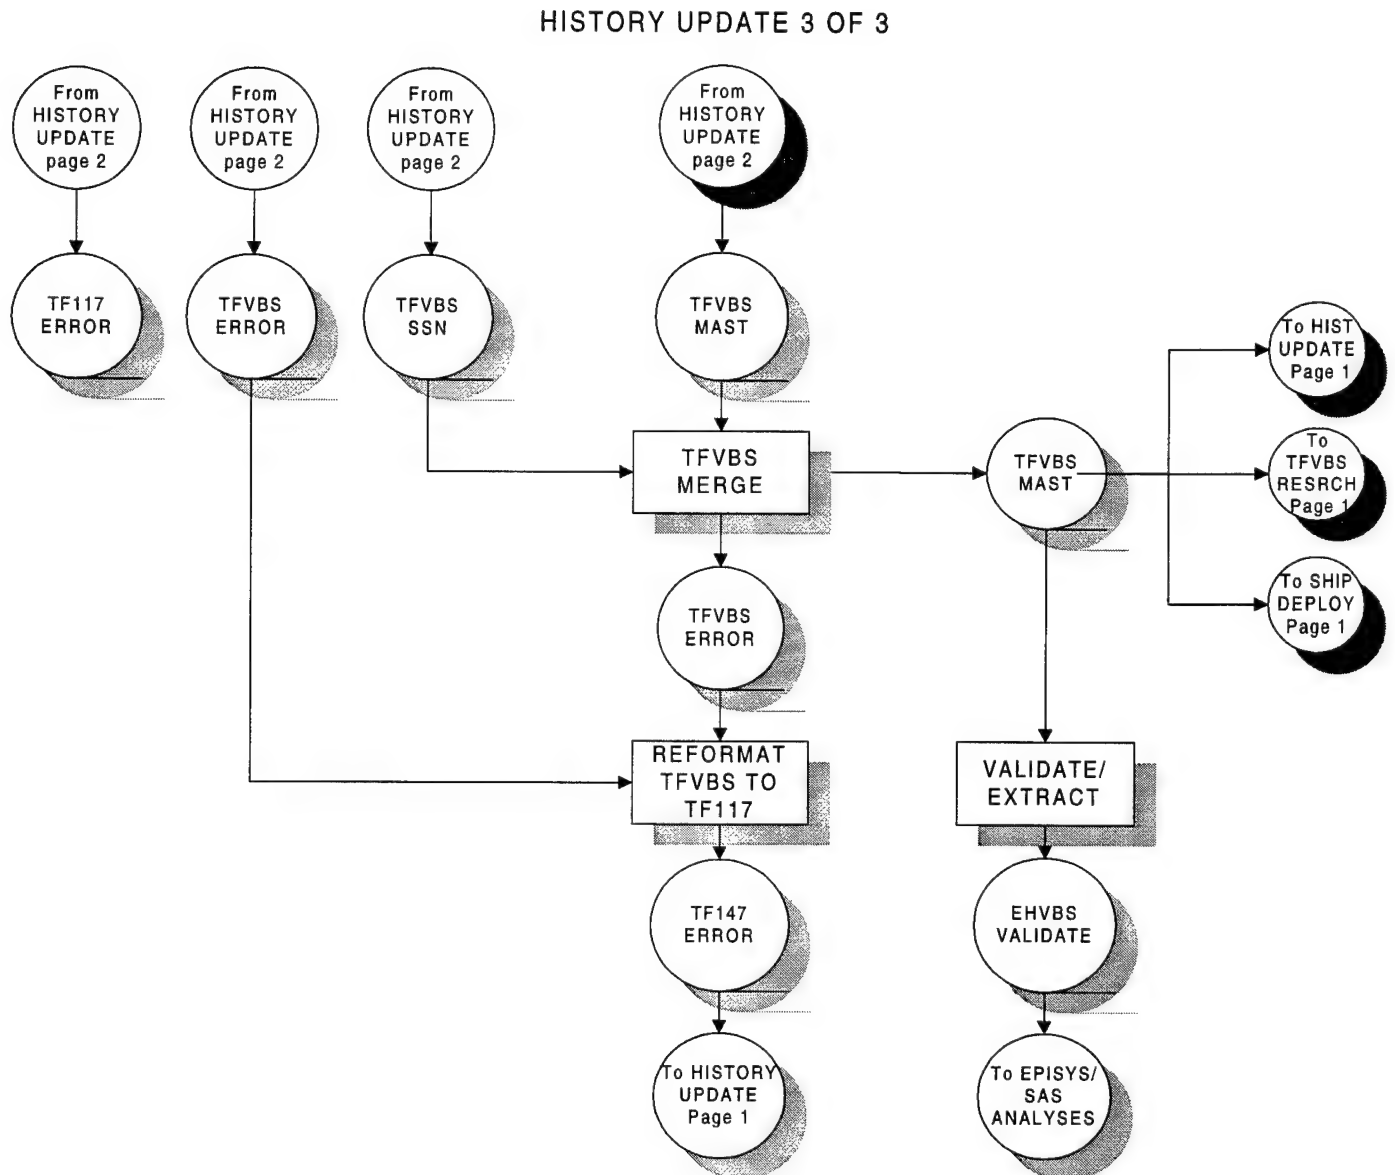 HISTORY UPDATE 3 OF 3
From
HISTORY
UPDATE
page 2
From
HISTORY
UPDATE
page 2
From
HISTORY
UPDATE
page 2
From
HISTORY
UPDATE
page 2
TF117
ERROR
TFVBS
ERROR
TFVBS
SSN
TFVBS
MAST
To HIST
UPDATE
Page 1
TFVBS
MERGE
TFVBS
MAST
To
TFVBS
RESRCH
Page 1
TFVBS
ERROR
To SHIP
DEPLOY
Page 1
REFORMAT
TFVBS TO
TF117
VALIDATE/
EXTRACT
TF147
ERROR
EHVBS
VALIDATE
To HISTORY
UPDATE
Page 1
To EPISYS/
SAS
ANALYSES